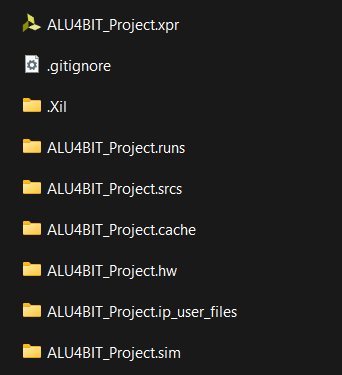 ALU4BIT_Project.xpr
.gitignore
.Xil
ALU4BIT_Project.runs
ALU4BIT_Project.srcs
ALU4BIT_Project.cache
ALU4BIT_Project.hw
ALU4BIT_Project.ip_user_files
ALU4BIT_Project.sim